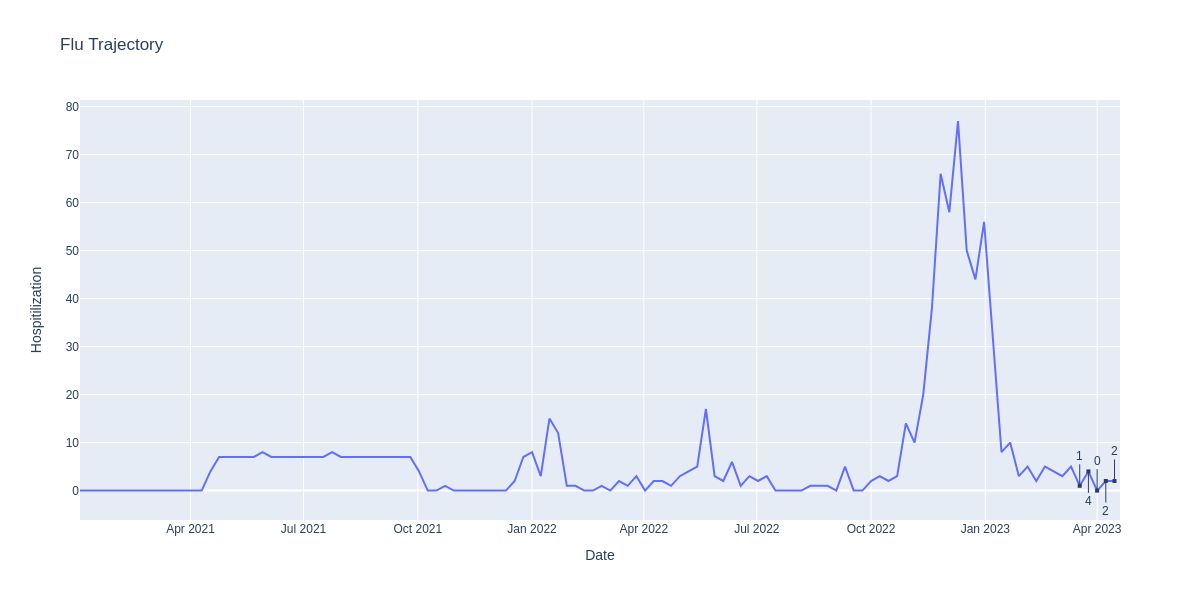 Flu Trajectory
80
70
60
50
40
30
20
10
0
Hospitilization
1
4
0
2
2
Apr 2021
Jul 2021
Oct 2021
Jan 2022
Apr 2022
Jul 2022
Oct 2022
Jan 2023
Apr 2023
Date